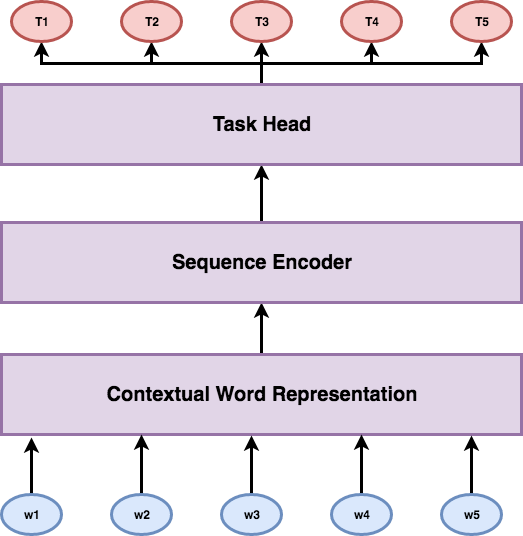 T1 T2 T3 T4 T5
Task Head
Sequence Encoder
Contextual Word Representation
w1 w2 w3 w4 w5